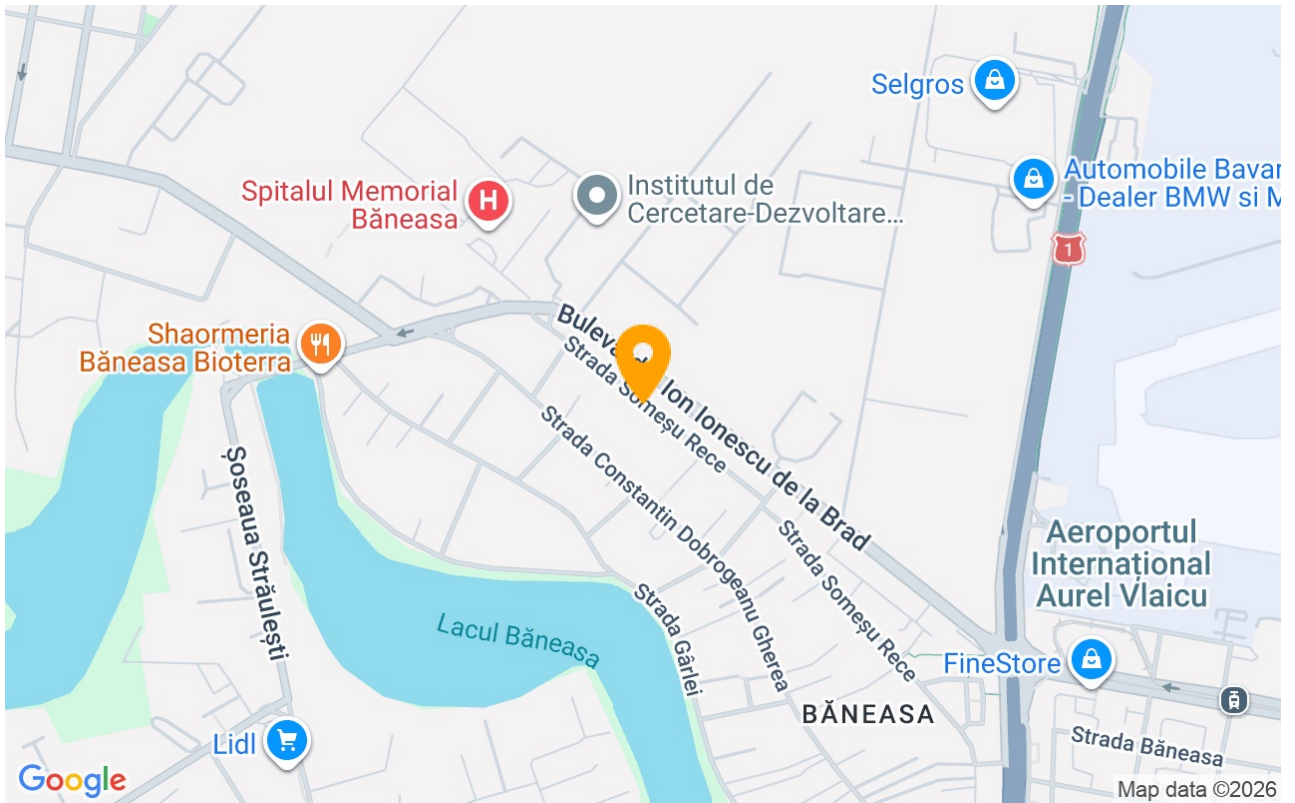 Selgros
Automobile Bavar
- Dealer BMW si M
Institutul de
Cercetare-Dezvoltare...
Spitalul Memorial
Băneasa
1
Shaormeria
Băneasa Bioterra
Bulevardul Ion Ionescu de la Brad
Strada Someșu Rece
Strada Constantin Dobrogeanu Gherea
Șoseaua Străulești
Strada Someșu Rece
Aeroportul
Internațional
Aurel Vlaicu
Strada Gârlei
Lacul Băneasa
FineStore
BĂNEASA
Strada Băneasa
Lidl
Google
Map data ©2026